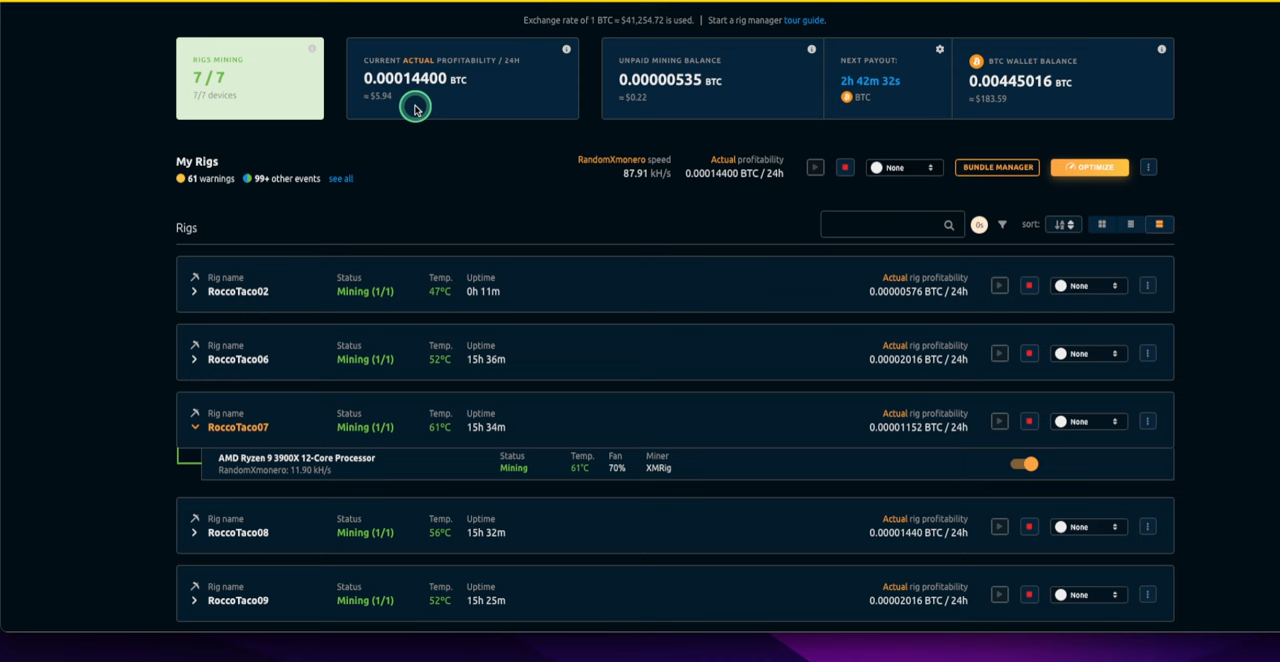 Exchange rate of 1 BTC ≈ $41,254.72 is used. | Start a rig manager tour guide.
RIGS MINING
7 / 7
7/7 devices
CURRENT ACTUAL PROFITABILITY / 24H
0.00014400 BTC
≈ $5.94
UNPAID MINING BALANCE
0.00000535 BTC
≈ $0.22
NEXT PAYOUT:
2h 42m 32s
BTC
BTC WALLET BALANCE
0.00445016 BTC
≈ $183.59
My Rigs
61 warnings 99+ other events see all
RandomXmonero speed
87.91 kH/s
Actual profitability
0.00014400 BTC / 24h
None
BUNDLE MANAGER
OPTIMIZE
Rigs
0s
sort:
Rig name Status Temp. Uptime Actual rig profitability
RoccoTaco02 Mining (1/1) 47°C 0h 11m 0.00000576 BTC / 24h None
Rig name Status Temp. Uptime Actual rig profitability
RoccoTaco06 Mining (1/1) 52°C 15h 36m 0.00002016 BTC / 24h None
Rig name Status Temp. Uptime Actual rig profitability
RoccoTaco07 Mining (1/1) 61°C 15h 34m 0.00001152 BTC / 24h None
AMD Ryzen 9 3900X 12-Core Processor Status Temp. Fan Miner
RandomXmonero: 11.90 kH/s Mining 61°C 70% XMRig
Rig name Status Temp. Uptime Actual rig profitability
RoccoTaco08 Mining (1/1) 56°C 15h 32m 0.00001440 BTC / 24h None
Rig name Status Temp. Uptime Actual rig profitability
RoccoTaco09 Mining (1/1) 52°C 15h 25m 0.00002016 BTC / 24h None